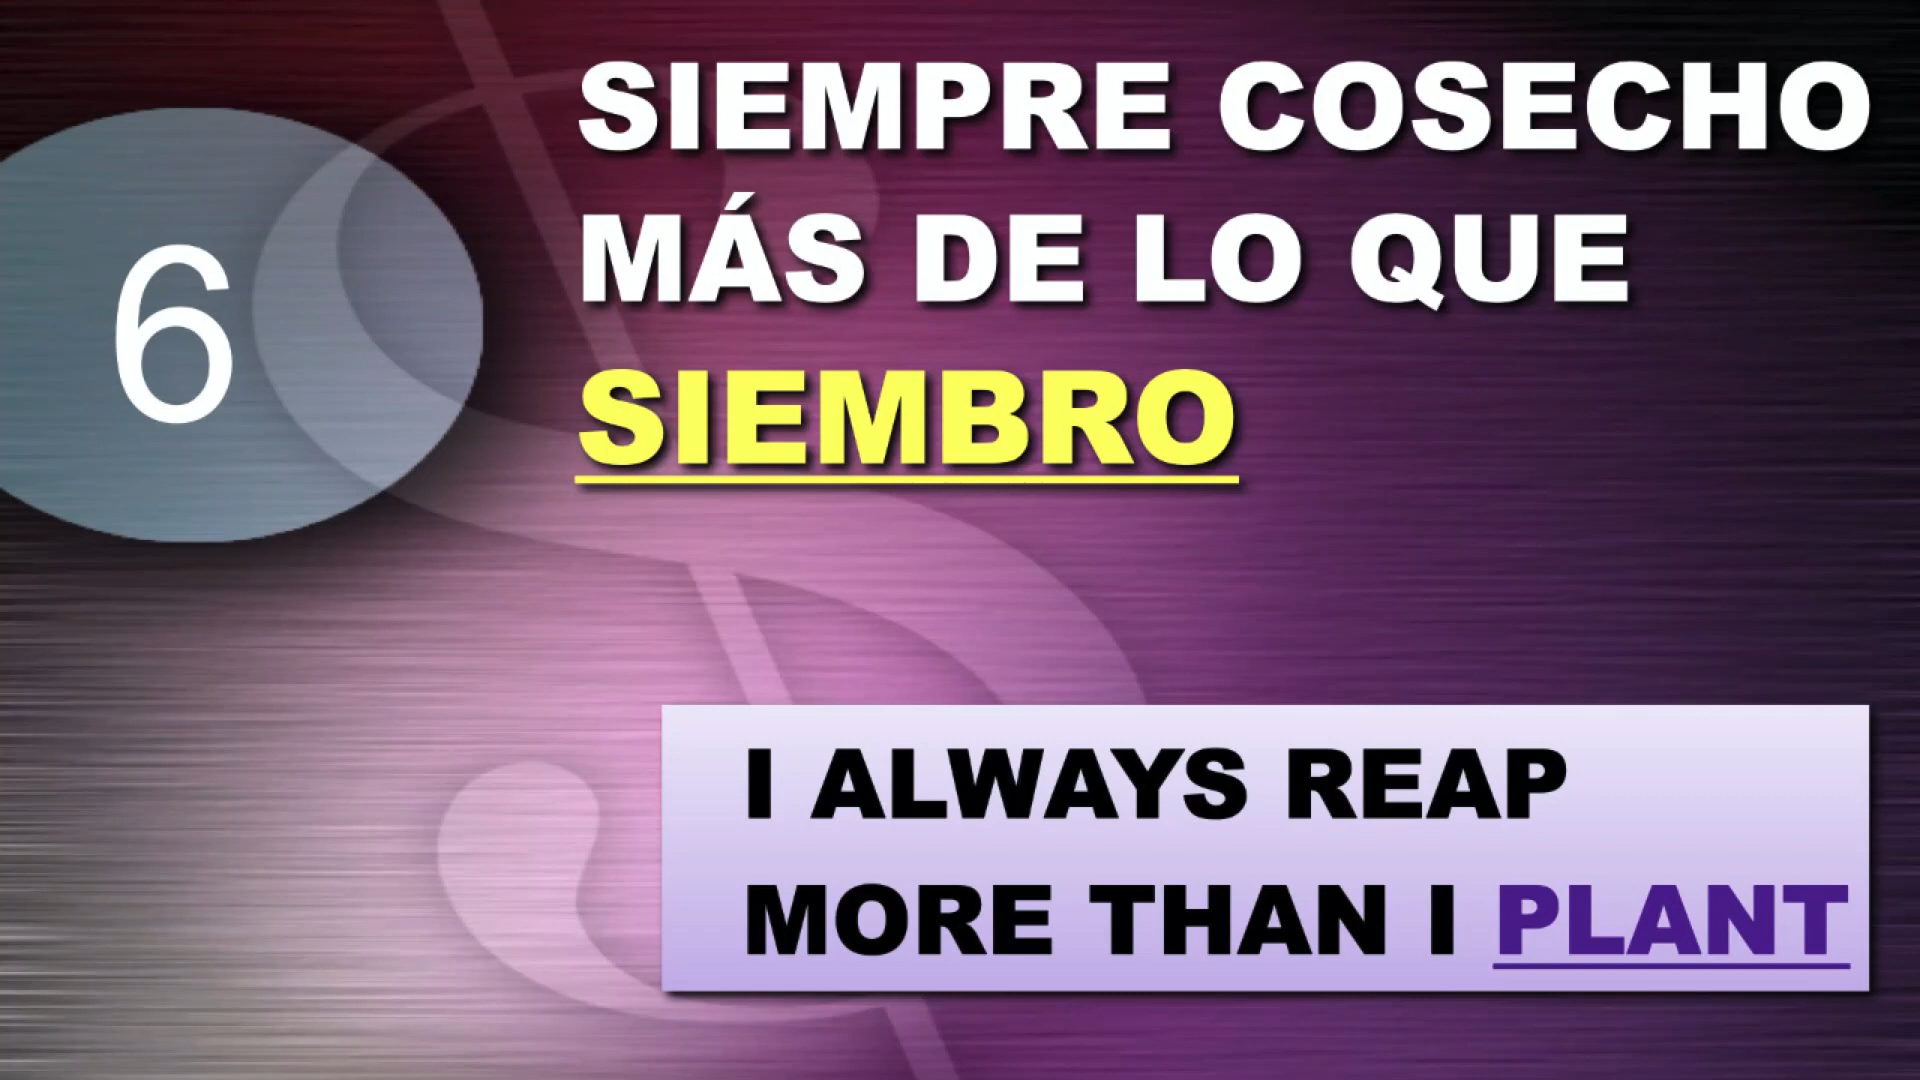 6
SIEMPRE COSECHO
MÁS DE LO QUE
SIEMBRO
I ALWAYS REAP
MORE THAN I PLANT